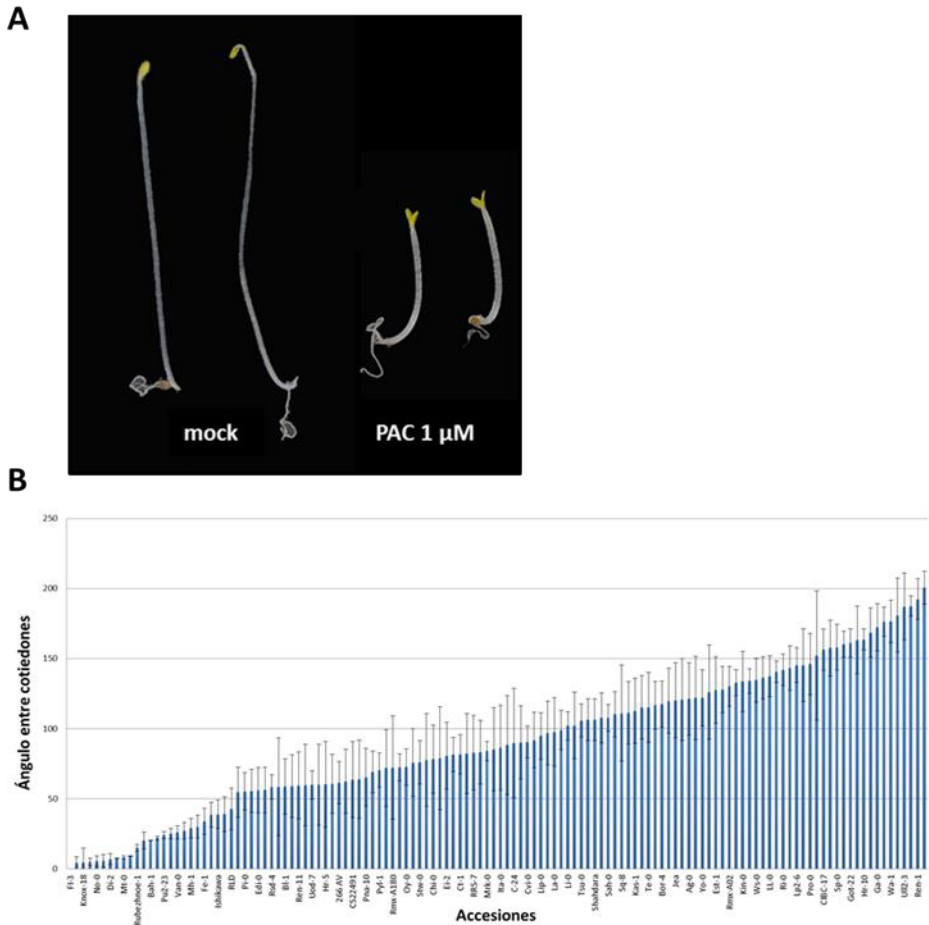 A
mock
PAC 1 µM
B
250
200
150
100
50
0
Ángulo entre cotiedones
Fl-3
Knox-18
No-0
Di-2
Mt-0
Rubezhnoe-1
Bah-1
Pu2-23
Van-0
Mh-1
Fe-1
Ishikawa
RLD
Pi-0
Edi-0
Rsd-4
Bl-1
Ren-11
Uod-7
Hr-5
266 AV
CS22491
Pna-10
Pyl-1
Rmx-A180
Oy-0
Stw-0
Chi-0
El-2
Ct-1
RRS-7
Mrk-0
Ra-0
C-24
Cvi-0
Lip-0
La-0
Li-0
Tsu-0
Shahdara
Sah-0
Sq-8
Kas-1
Te-0
Bor-4
Jea
Ag-0
Yo-0
Est-1
Rmx-A02
Kin-0
Ws-0
LL-0
Ri-0
Lp2-6
Pro-0
CIBC-17
Sp-0
Got-22
Hr-10
Ga-0
Wa-1
Ull2-3
Ren-1
Accesiones